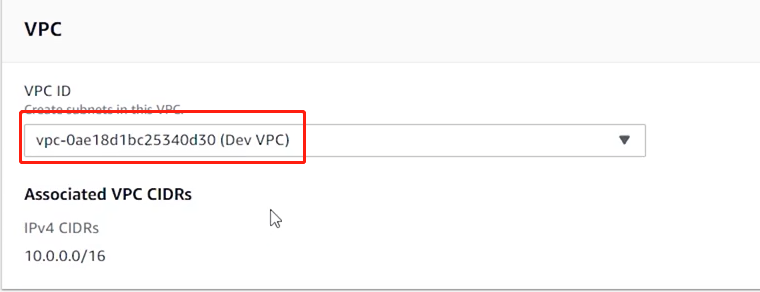 VPC
VPC ID
Create subnets in this VPC.
vpc-0ae18d1bc25340d30 (Dev VPC)
Associated VPC CIDRs
IPv4 CIDRs
10.0.0.0/16